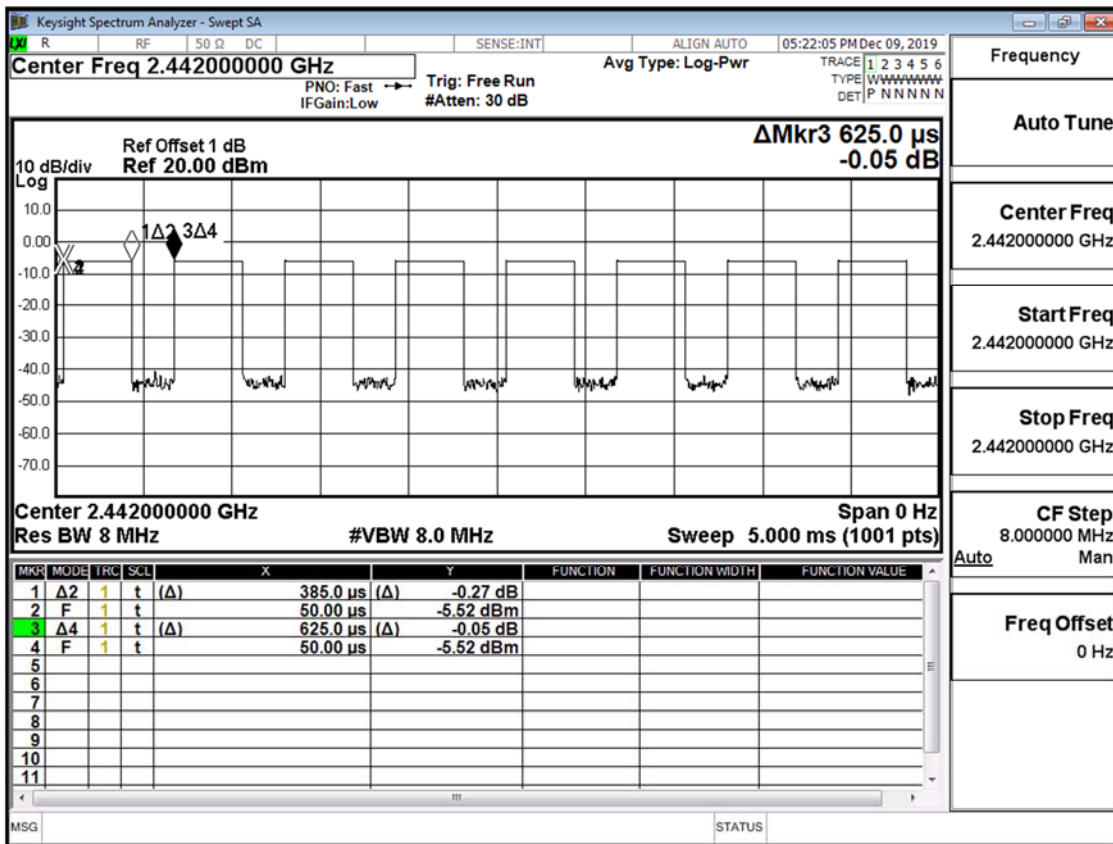 Keysight Spectrum Analyzer - Swept SA
LXI R RF 50 Ω DC SENSE:INT ALIGN AUTO 05:22:05 PM Dec 09, 2019
Center Freq 2.442000000 GHz
PNO: Fast
IFGain:Low
Trig: Free Run
#Atten: 30 dB
Avg Type: Log-Pwr
TRACE 1 2 3 4 5 6
TYPE WWWWWW
DET P N N N N N
ΔMkr3 625.0 µs
-0.05 dB
Ref Offset 1 dB
10 dB/div Ref 20.00 dBm
Log
10.0
0.00
-10.0
-20.0
-30.0
-40.0
-50.0
-60.0
-70.0
1Δ2 3Δ4
Center 2.442000000 GHz Span 0 Hz
Res BW 8 MHz #VBW 8.0 MHz Sweep 5.000 ms (1001 pts)
MKR MODE TRC SCL X Y FUNCTION FUNCTION WIDTH FUNCTION VALUE
1 Δ2 1 t (Δ) 385.0 µs (Δ) -0.27 dB
2 F 1 t 50.00 µs -5.52 dBm
3 Δ4 1 t (Δ) 625.0 µs (Δ) -0.05 dB
4 F 1 t 50.00 µs -5.52 dBm
5
6
7
8
9
10
11
MSG STATUS
Frequency
Auto Tune
Center Freq
2.442000000 GHz
Start Freq
2.442000000 GHz
Stop Freq
2.442000000 GHz
CF Step
8.000000 MHz
Auto Man
Freq Offset
0 Hz